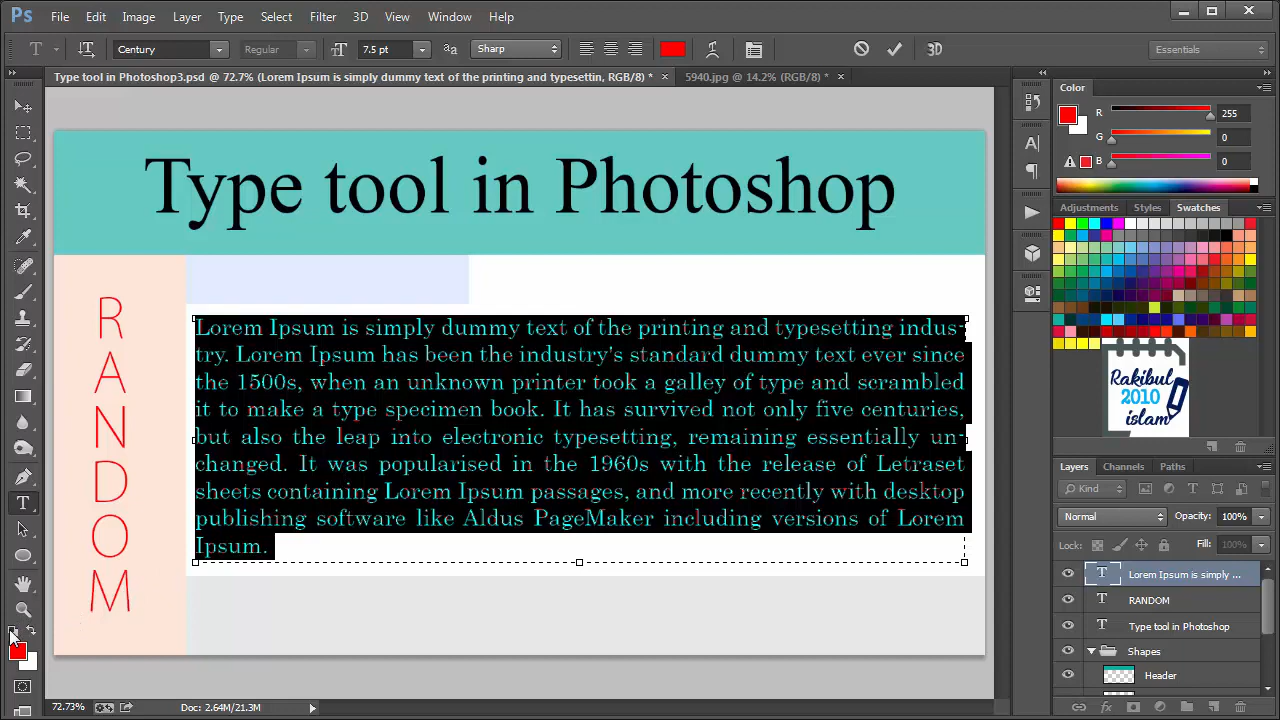 Ps File Edit Image Layer Type Select Filter 3D View Window Help
Century Regular 7.5 pt Sharp 3D Essentials
Type tool in Photoshop3.psd @ 72.7% (Lorem Ipsum is simply dummy text of the printing and typesettin, RGB/8) * × 5940.jpg @ 14.2% (RGB/8) * ×
Color
R 255
G 0
B 0
Adjustments Styles Swatches
Type tool in Photoshop
RANDOM
Lorem Ipsum is simply dummy text of the printing and typesetting indus-
try. Lorem Ipsum has been the industry's standard dummy text ever since
the 1500s, when an unknown printer took a galley of type and scrambled
it to make a type specimen book. It has survived not only five centuries,
but also the leap into electronic typesetting, remaining essentially un-
changed. It was popularised in the 1960s with the release of Letraset
sheets containing Lorem Ipsum passages, and more recently with desktop
publishing software like Aldus PageMaker including versions of Lorem
Ipsum.
Rakibul
2010
islam
Layers Channels Paths
Kind
Normal Opacity: 100%
Lock: Fill: 100%
Lorem Ipsum is simply ...
RANDOM
Type tool in Photoshop
Shapes
Header
72.73% Doc: 2.64M/21.3M